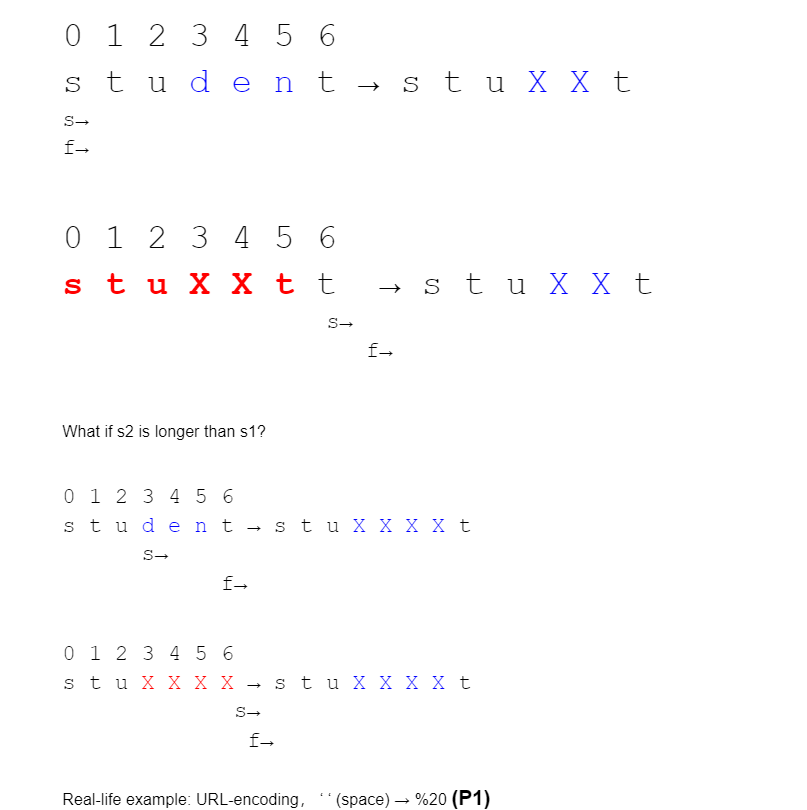 0 1 2 3 4 5 6
s t u d e n t → s t u X X t
s→
f→
0 1 2 3 4 5 6
s t u X X t t → s t u X X t
s→
f→
What if s2 is longer than s1?
0 1 2 3 4 5 6
s t u d e n t → s t u X X X X t
s→
f→
0 1 2 3 4 5 6
s t u X X X X → s t u X X X X t
s→
f→
Real-life example: URL-encoding, ‘ ‘ (space) → %20 (P1)